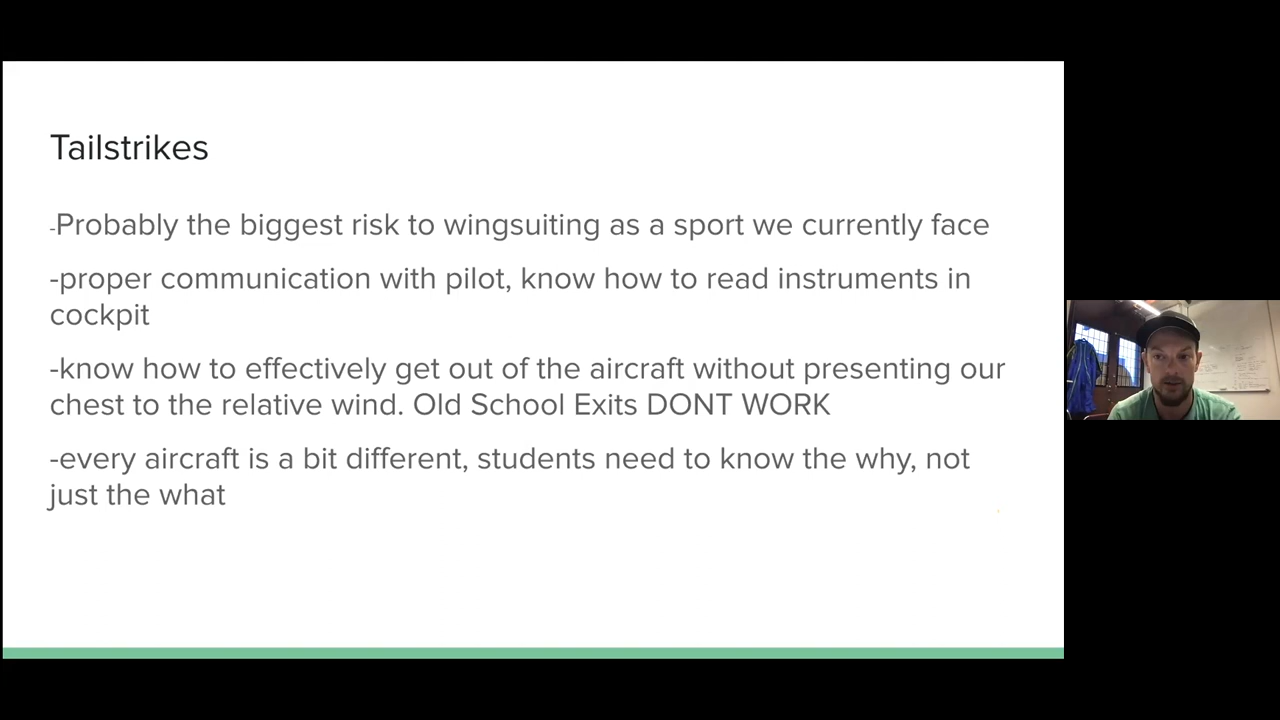 Tailstrikes
-Probably the biggest risk to wingsuiting as a sport we currently face
-proper communication with pilot, know how to read instruments in
cockpit
-know how to effectively get out of the aircraft without presenting our
chest to the relative wind. Old School Exits DONT WORK
-every aircraft is a bit different, students need to know the why, not
just the what